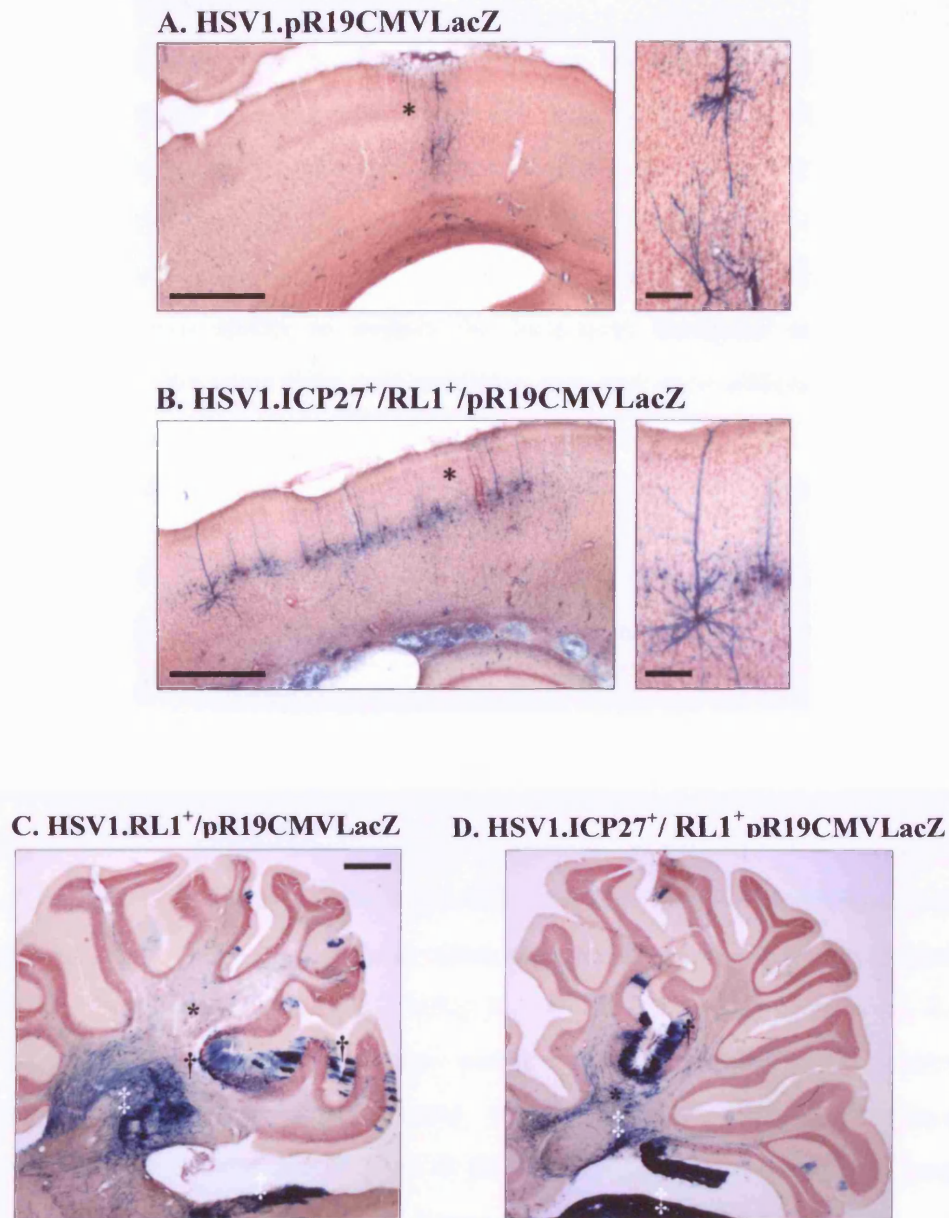 A. HSV1.pR19CMVLacZ
*
B. HSV1.ICP27⁺/RL1⁺/pR19CMVLacZ
*
C. HSV1.RL1⁺/pR19CMVLacZ
D. HSV1.ICP27⁺/ RL1⁺pR19CMVLacZ
*
†
†
‡
‡
†
*
‡
‡